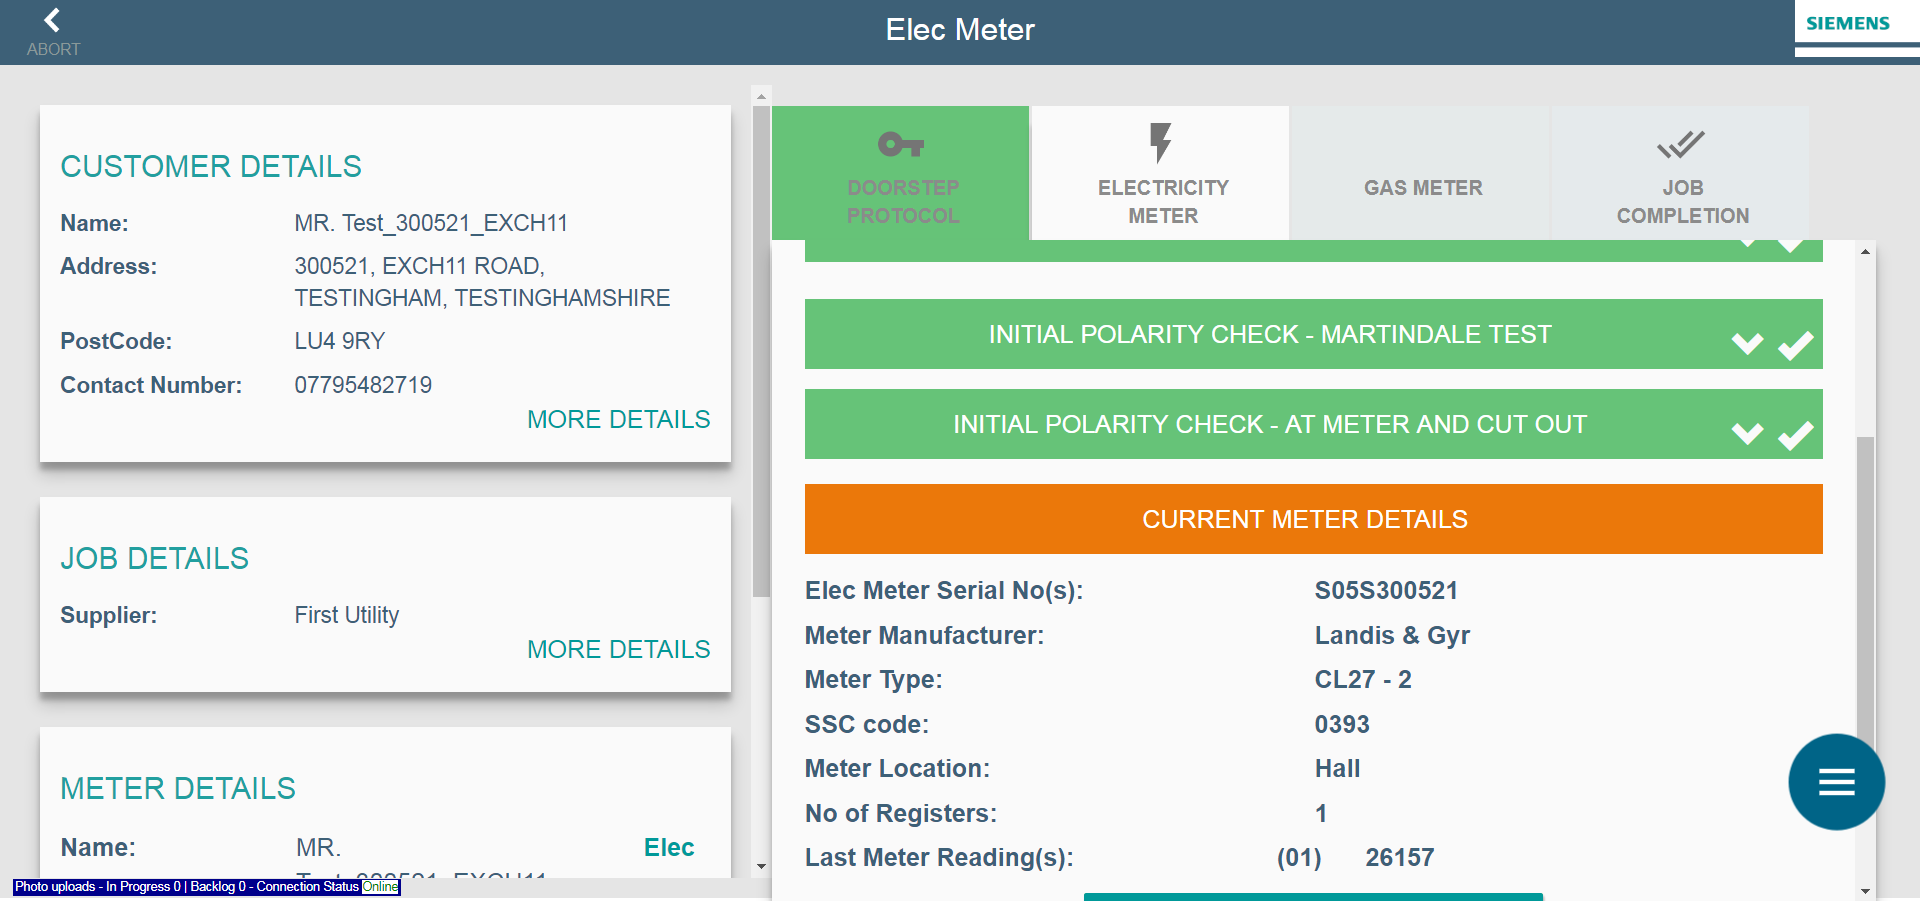 ABORT
Elec Meter
SIEMENS
CUSTOMER DETAILS
Name: MR. Test_300521_EXCH11
Address: 300521, EXCH11 ROAD,
TESTINGHAM, TESTINGHAMSHIRE
PostCode: LU4 9RY
Contact Number: 07795482719
MORE DETAILS
JOB DETAILS
Supplier: First Utility
MORE DETAILS
METER DETAILS
Name: MR. Elec
Test_300521_EXCH11
Photo uploads - In Progress 0 | Backlog 0 - Connection Status Online
DOORSTEP
PROTOCOL
ELECTRICITY
METER
GAS METER
JOB
COMPLETION
INITIAL POLARITY CHECK - MARTINDALE TEST
INITIAL POLARITY CHECK - AT METER AND CUT OUT
CURRENT METER DETAILS
Elec Meter Serial No(s): S05S300521
Meter Manufacturer: Landis & Gyr
Meter Type: CL27 - 2
SSC code: 0393
Meter Location: Hall
No of Registers: 1
Last Meter Reading(s): (01) 26157